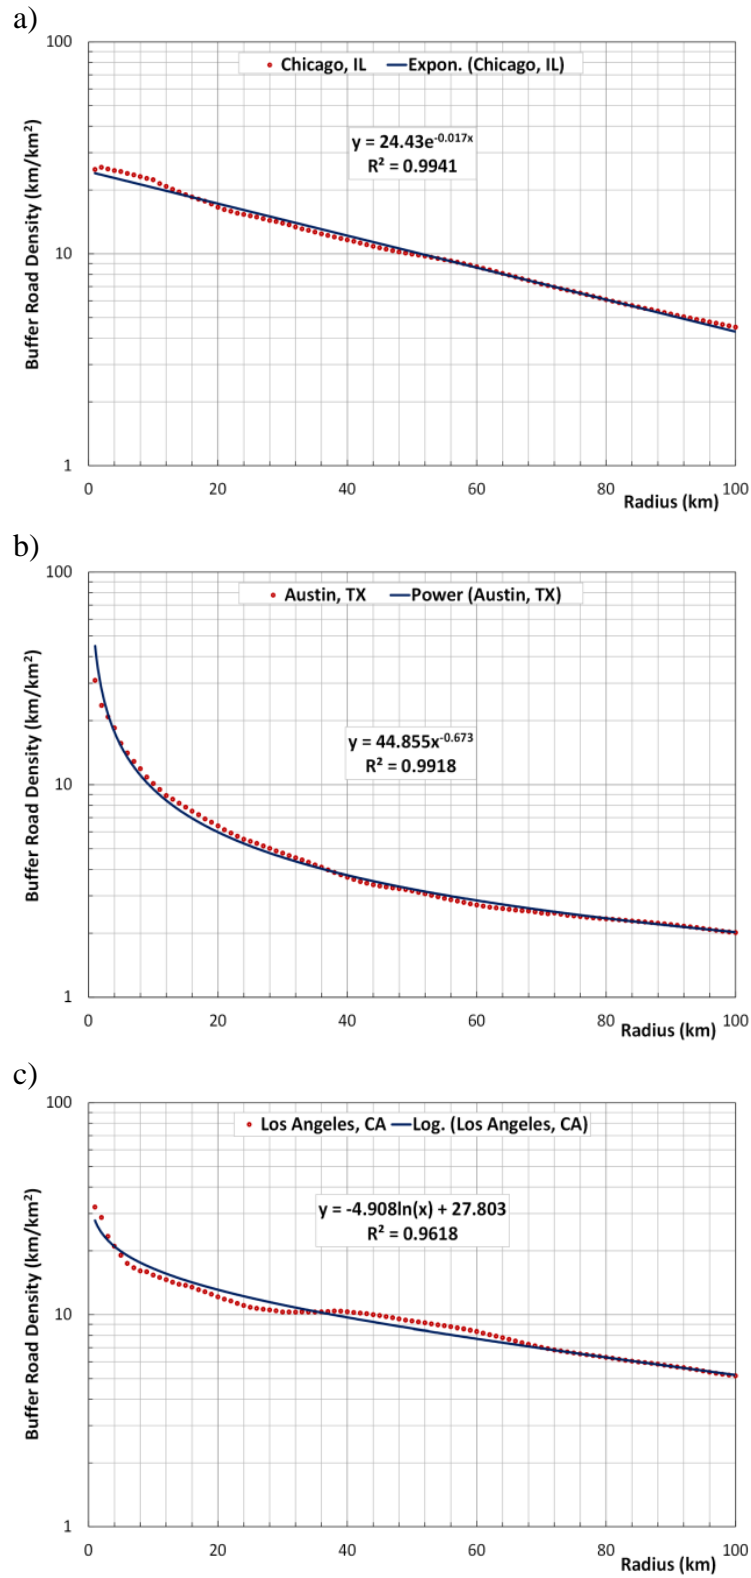 a)
100
Chicago, IL Expon. (Chicago, IL)
y = 24.43e^-0.017x
R² = 0.9941
10
1
Buffer Road Density (km/km²)
0 20 40 60 80 100
Radius (km)
b)
100
Austin, TX Power (Austin, TX)
y = 44.855x^-0.673
R² = 0.9918
10
1
Buffer Road Density (km/km²)
0 20 40 60 80 100
Radius (km)
c)
100
Los Angeles, CA Log. (Los Angeles, CA)
y = -4.908ln(x) + 27.803
R² = 0.9618
10
1
Buffer Road Density (km/km²)
0 20 40 60 80 100
Radius (km)